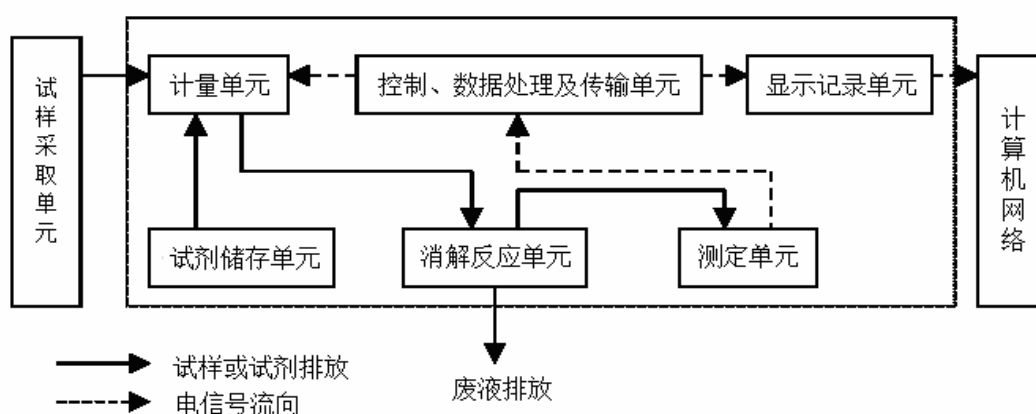 试样采取单元
计量单元
控制、数据处理及传输单元
显示记录单元
计算机网络
试剂储存单元
消解反应单元
测定单元
试样或试剂排放
废液排放
电信号流向